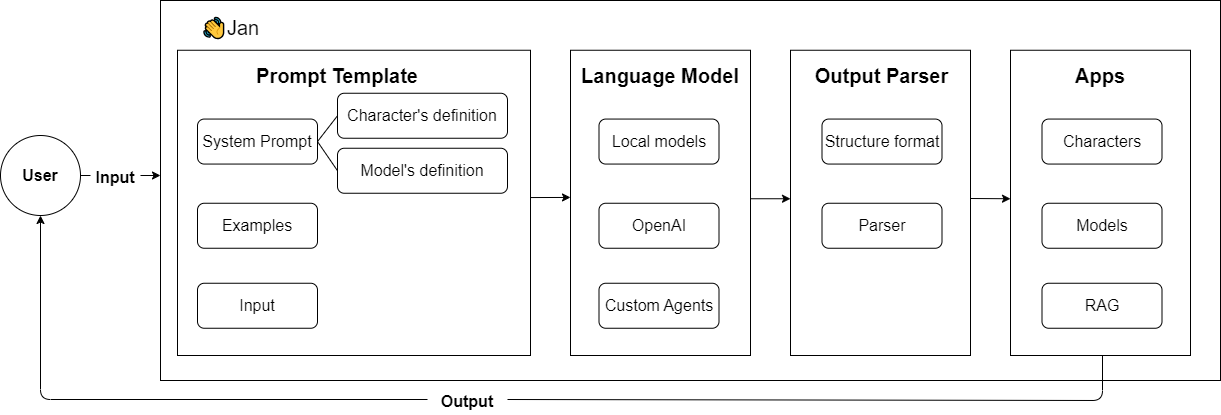 👋Jan
Prompt Template
Language Model
Output Parser
Apps
Character's definition
System Prompt
Model's definition
Local models
Structure format
Characters
User
Input
Examples
OpenAI
Parser
Models
Input
Custom Agents
RAG
Output